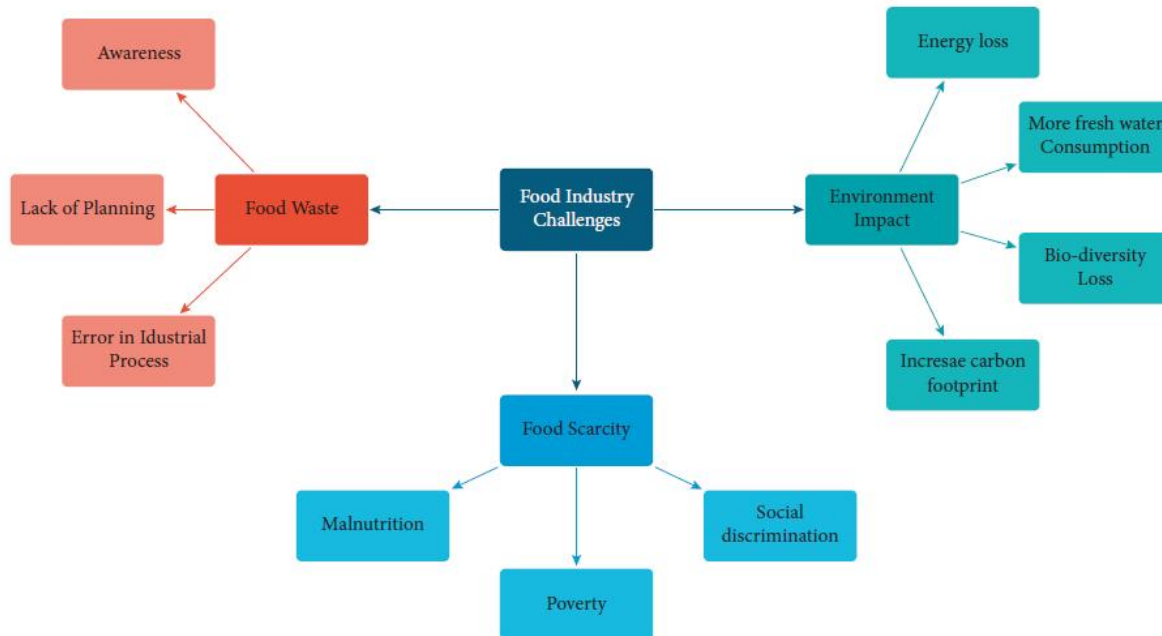 Awareness
Energy loss
More fresh water
Consumption
Lack of Planning
Food Waste
Food Industry
Challenges
Environment
Impact
Bio-diversity
Loss
Error in Idustrial
Process
Incresae carbon
footprint
Food Scarcity
Malnutrition
Social
discrimination
Poverty